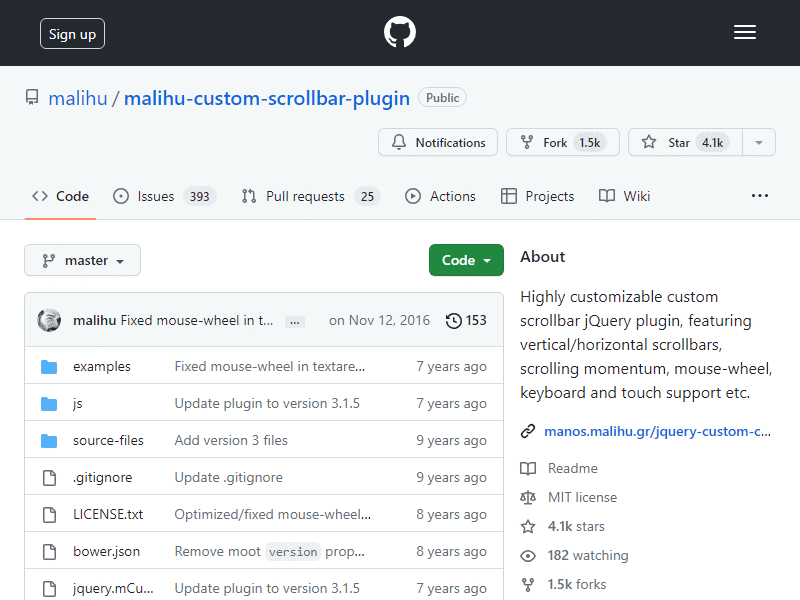 Sign up
malihu / malihu-custom-scrollbar-plugin Public
Notifications Fork 1.5k Star 4.1k
Code Issues 393 Pull requests 25 Actions Projects Wiki ...
master Code
malihu Fixed mouse-wheel in t... ... on Nov 12, 2016 153
examples Fixed mouse-wheel in textare... 7 years ago
js Update plugin to version 3.1.5 7 years ago
source-files Add version 3 files 9 years ago
.gitignore Update .gitignore 9 years ago
LICENSE.txt Optimized/fixed mouse-wheel... 8 years ago
bower.json Remove moot version prop... 8 years ago
jquery.mCu... Update plugin to version 3.1.5 7 years ago
About
Highly customizable custom
scrollbar jQuery plugin, featuring
vertical/horizontal scrollbars,
scrolling momentum, mouse-wheel,
keyboard and touch support etc.
manos.malihu.gr/jquery-custom-c...
Readme
MIT license
4.1k stars
182 watching
1.5k forks